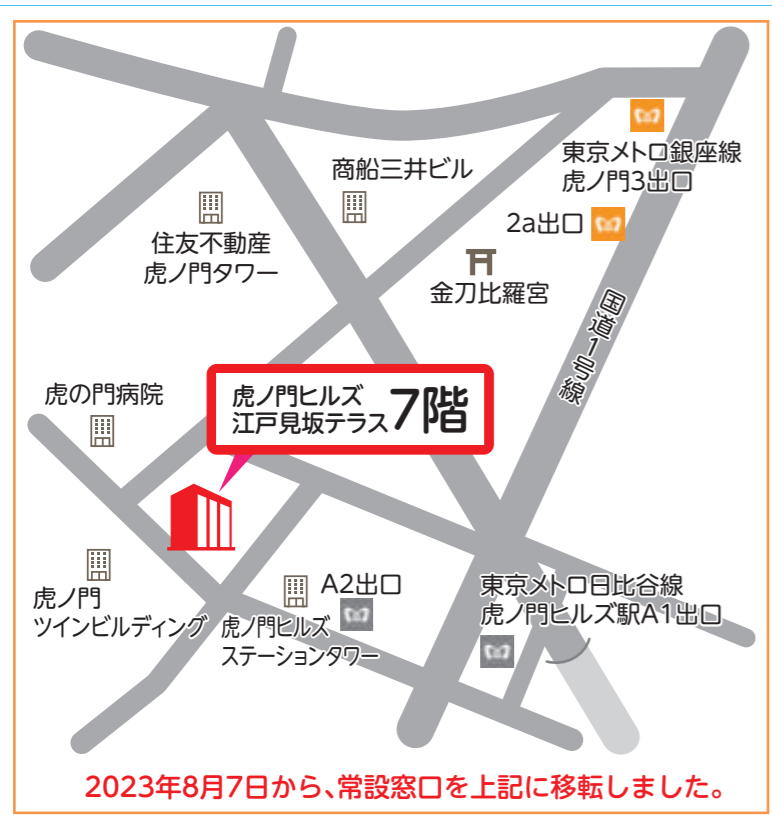 東京メトロ銀座線
虎ノ門3出口
商船三井ビル
2a出口
住友不動産
虎ノ門タワー
金刀比羅宮
国道1号線
虎の門病院
虎ノ門ヒルズ
江戸見坂テラス 7階
虎ノ門
ツインビルディング
A2出口
虎ノ門ヒルズ
ステーションタワー
東京メトロ日比谷線
虎ノ門ヒルズ駅A1出口
2023年8月7日から、常設窓口を上記に移転しました。